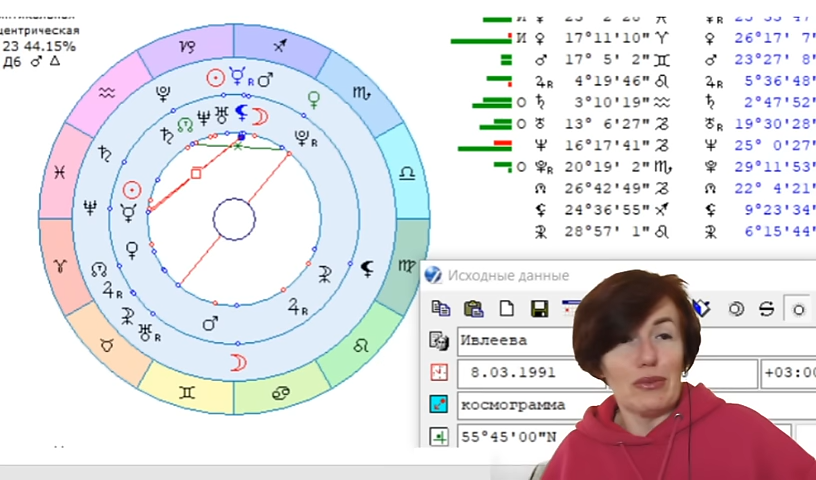 центрическая
23 44.15%
Д6 ♂ △
И ♀ 17°11'10" ♈ ♀ 26°17' 7"
♂ 17° 5' 2" ♊ ♂ 23°27' 8"
♃R 4°19'46" ♌ ♃R 5°36'48"
О ♄ 3°10'19" ♒ ♄ 2°47'52"
О ♅ 13° 6'27" ♑ ♅R 19°30'28"
♆ 16°17'41" ♑ ♆ 25° 0'27"
О ♇R 20°19' 2" ♏ ♇R 29°11'53"
☊ 26°42'49" ♑ ☊ 22° 4'21"
⚸ 24°36'55" ♐ ⚸ 9°23'34"
28°57' 1" ♌ 6°15'44"
Исходные данные
Ивлеева
8.03.1991 +03:00
космограмма
55°45'00"N